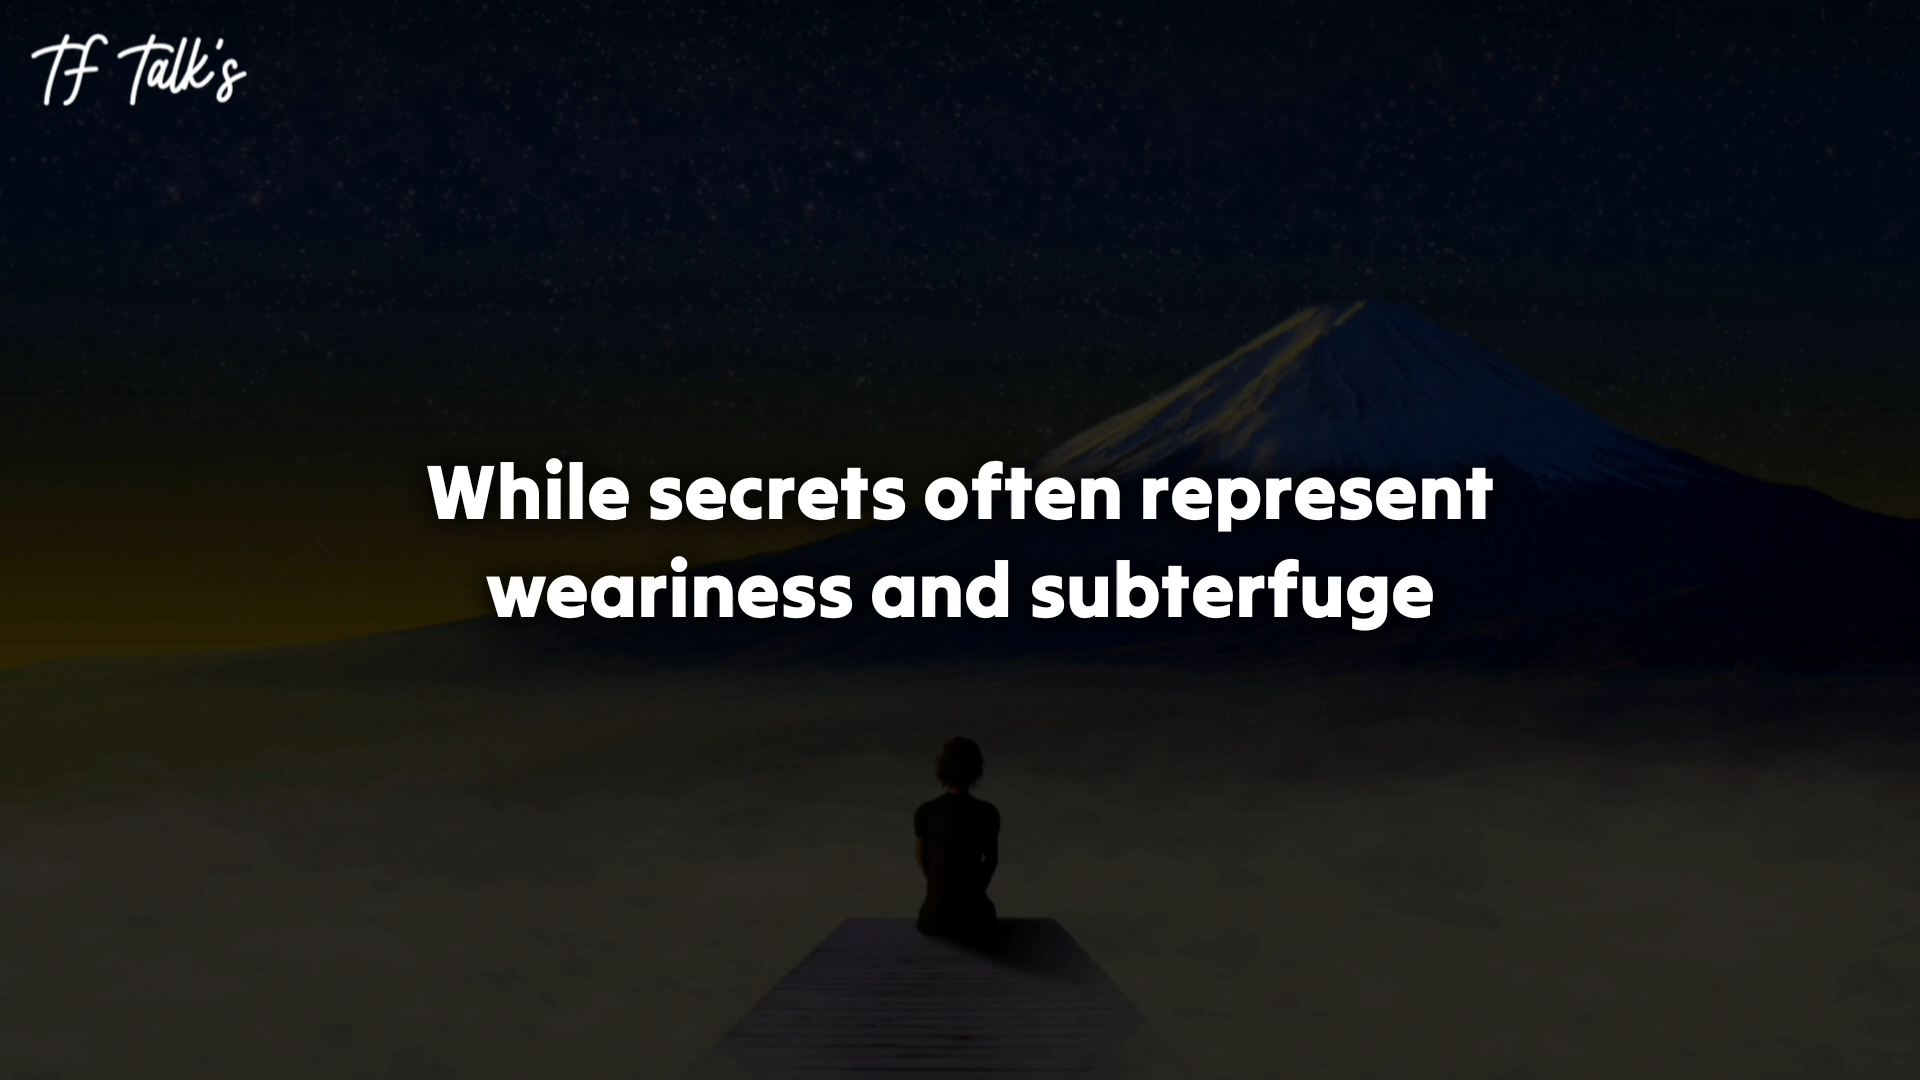 TF Talk's
While secrets often represent
weariness and subterfuge